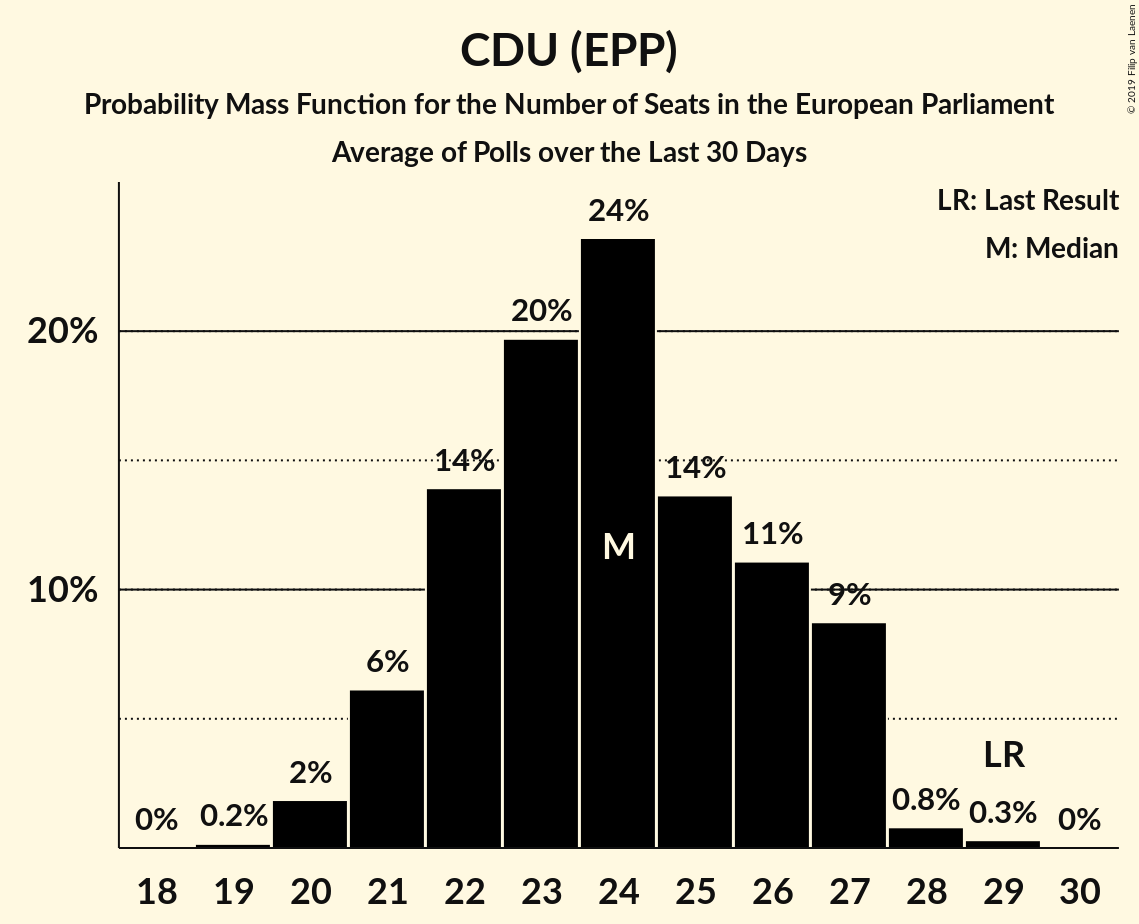 CDU (EPP)
Probability Mass Function for the Number of Seats in the European Parliament
Average of Polls over the Last 30 Days
© 2019 Filip van Laenen
LR: Last Result
M: Median
20%
10%
0%
0.2%
2%
6%
14%
20%
24%
14%
11%
9%
0.8%
0.3%
0%
M
LR
18 19 20 21 22 23 24 25 26 27 28 29 30